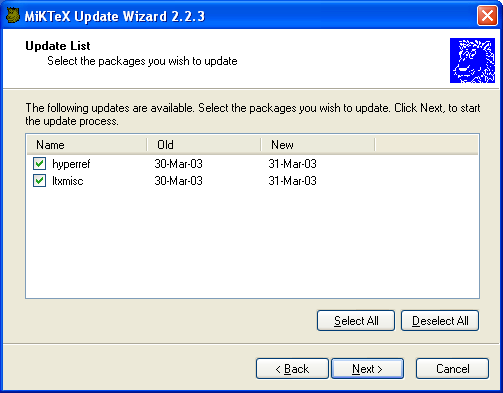 MiKTeX Update Wizard 2.2.3
Update List
Select the packages you wish to update
The following updates are available. Select the packages you wish to update. Click Next, to start
the update process.
Name Old New
hyperref 30-Mar-03 31-Mar-03
ltxmisc 30-Mar-03 31-Mar-03
Select All Deselect All
< Back Next > Cancel